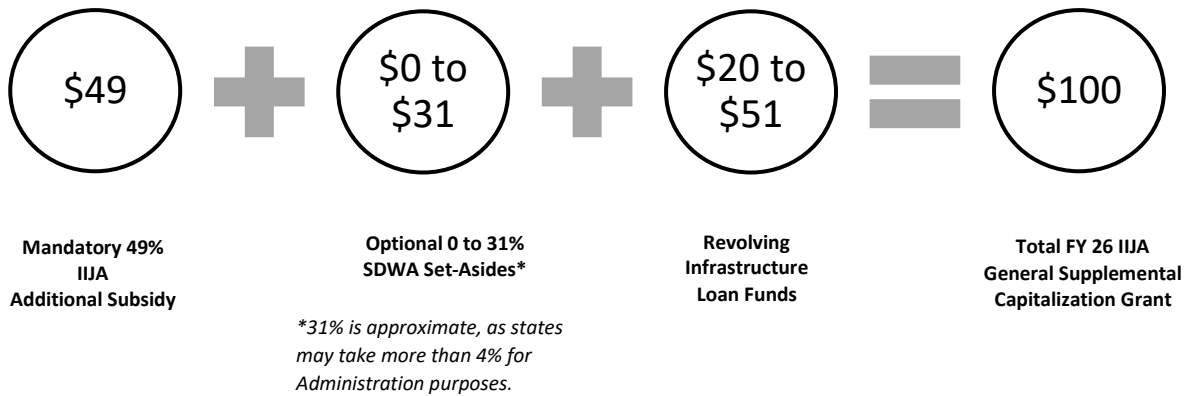 $49
$0 to
$31
$20 to
$51
$100
Mandatory 49%
IIJA
Additional Subsidy
Optional 0 to 31%
SDWA Set-Asides*
*31% is approximate, as states
may take more than 4% for
Administration purposes.
Revolving
Infrastructure
Loan Funds
Total FY 26 IIJA
General Supplemental
Capitalization Grant